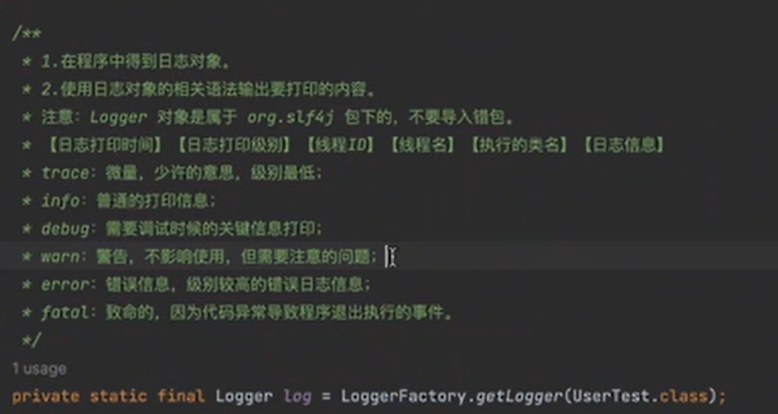 /**
* 1.在程序中得到日志对象。
* 2.使用日志对象的相关语法输出要打印的内容。
* 注意：Logger 对象是属于 org.slf4j 包下的，不要导入错包。
* 【日志打印时间】【日志打印级别】【线程ID】【线程名】【执行的类名】【日志信息】
* trace：微量，少许的意思，级别最低；
* info：普通的打印信息；
* debug：需要调试时候的关键信息打印；
* warn：警告，不影响使用，但需要注意的问题；
* error：错误信息，级别较高的错误日志信息；
* fatal：致命的，因为代码异常导致程序退出执行的事件。
*/
1 usage
private static final Logger log = LoggerFactory.getLogger(UserTest.class);